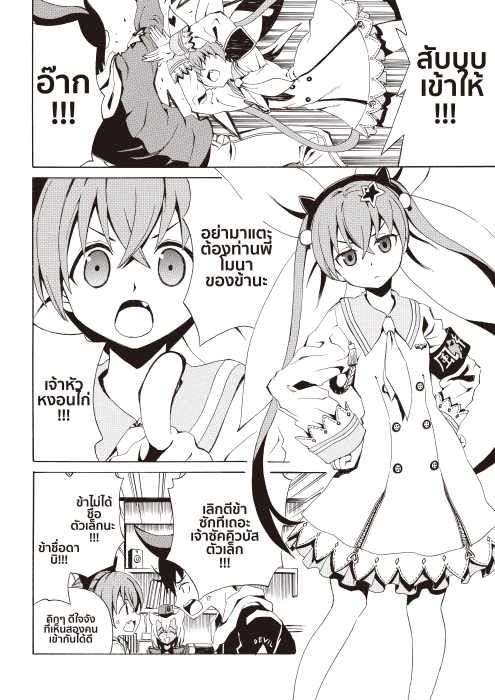 สับบบ
เข้าให้
!!!
อ๊าก
!!!
อย่ามาแตะ
ต้องท่านพี่
โมนา
ของข้านะ
เจ้าหัว
หงอนไก่
!!!
เลิกตีข้า
ซักทีเถอะ
เจ้าซัคคิวบัส
ตัวเล็ก
!!!
ข้าไม่ได้
ชื่อ
ตัวเล็กนะ
!!!
ข้าชื่อดา
บิ!!!
DEVIL
คิกๆ ดีใจจัง
ที่เห็นสองคน
เข้ากันได้ดี